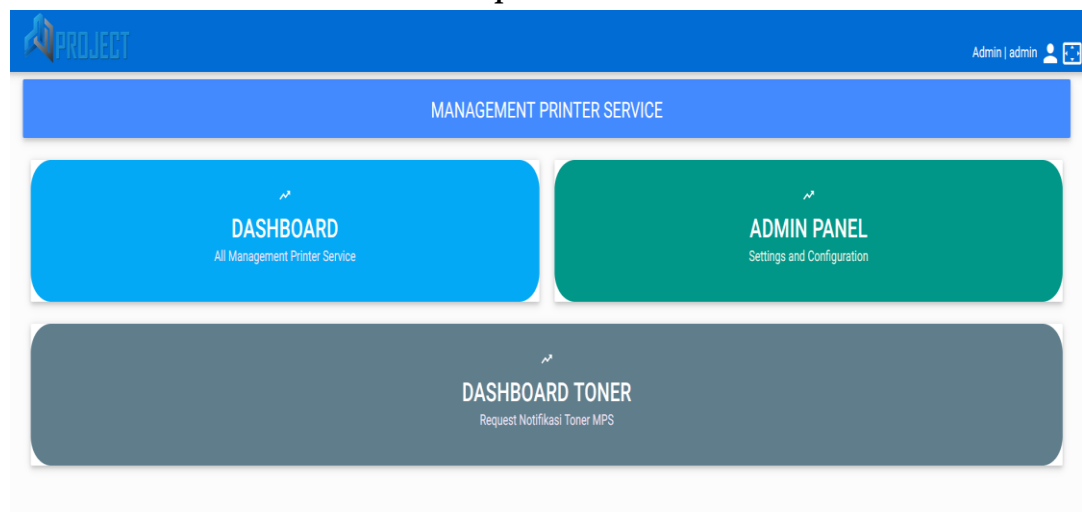 PROJECT
Admin | admin
MANAGEMENT PRINTER SERVICE
DASHBOARD
All Management Printer Service
ADMIN PANEL
Settings and Configuration
DASHBOARD TONER
Request Notifikasi Toner MPS